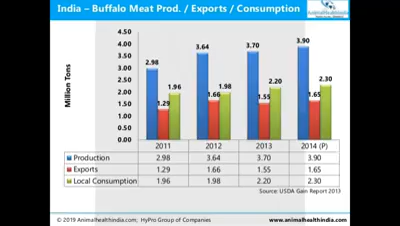 India – Buffalo Meat Prod. / Exports / Consumption
Animalhealthindia
4.50
4.00
3.50
3.00
2.50
2.00
1.50
1.00
0.50
0.00
Million Tons
2.98 1.29 1.96
3.64 1.66 1.98
3.70 1.55 2.20
3.90 1.65 2.30
2011 2012 2013 2014 (P)
Production 2.98 3.64 3.70 3.90
Exports 1.29 1.66 1.55 1.65
Local Consumption 1.96 1.98 2.20 2.30
Source: USDA Gain Report 2013
© 2019 Animalhealthindia.com; HyPro Group of Companies www.animalhealthindia.com